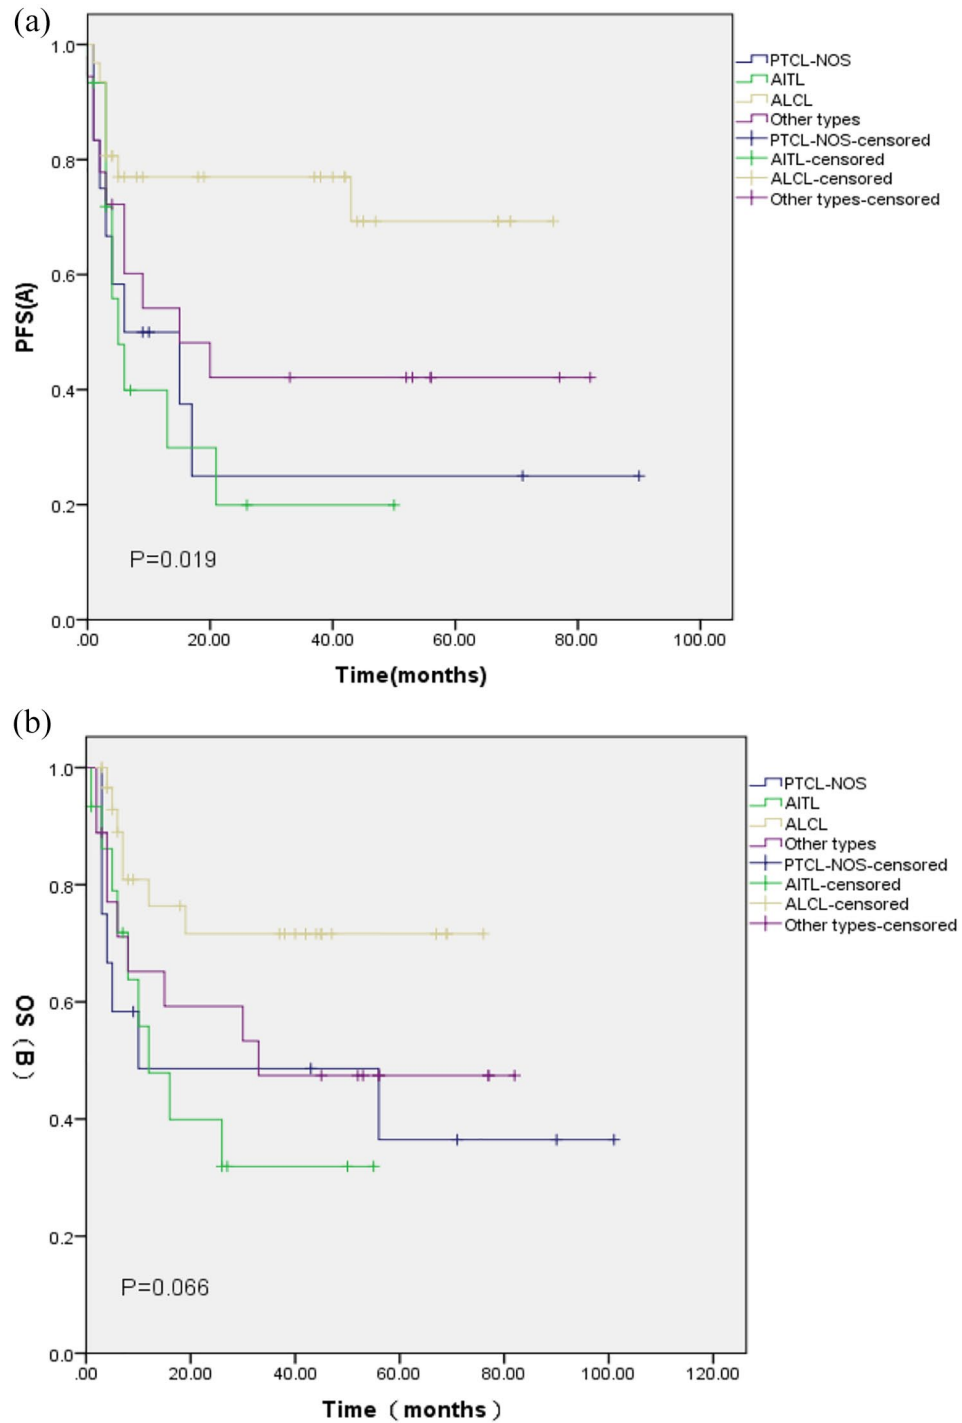 (a)
1.0
0.8
0.6
0.4
0.2
0.0
PFS(A)
.00 20.00 40.00 60.00 80.00 100.00
Time(months)
P=0.019
PTCL-NOS
AITL
ALCL
Other types
PTCL-NOS-censored
AITL-censored
ALCL-censored
Other types-censored
(b)
1.0
0.8
0.6
0.4
0.2
0.0
OS（B）
.00 20.00 40.00 60.00 80.00 100.00 120.00
Time（months）
P=0.066
PTCL-NOS
AITL
ALCL
Other types
PTCL-NOS-censored
AITL-censored
ALCL-censored
Other types-censored